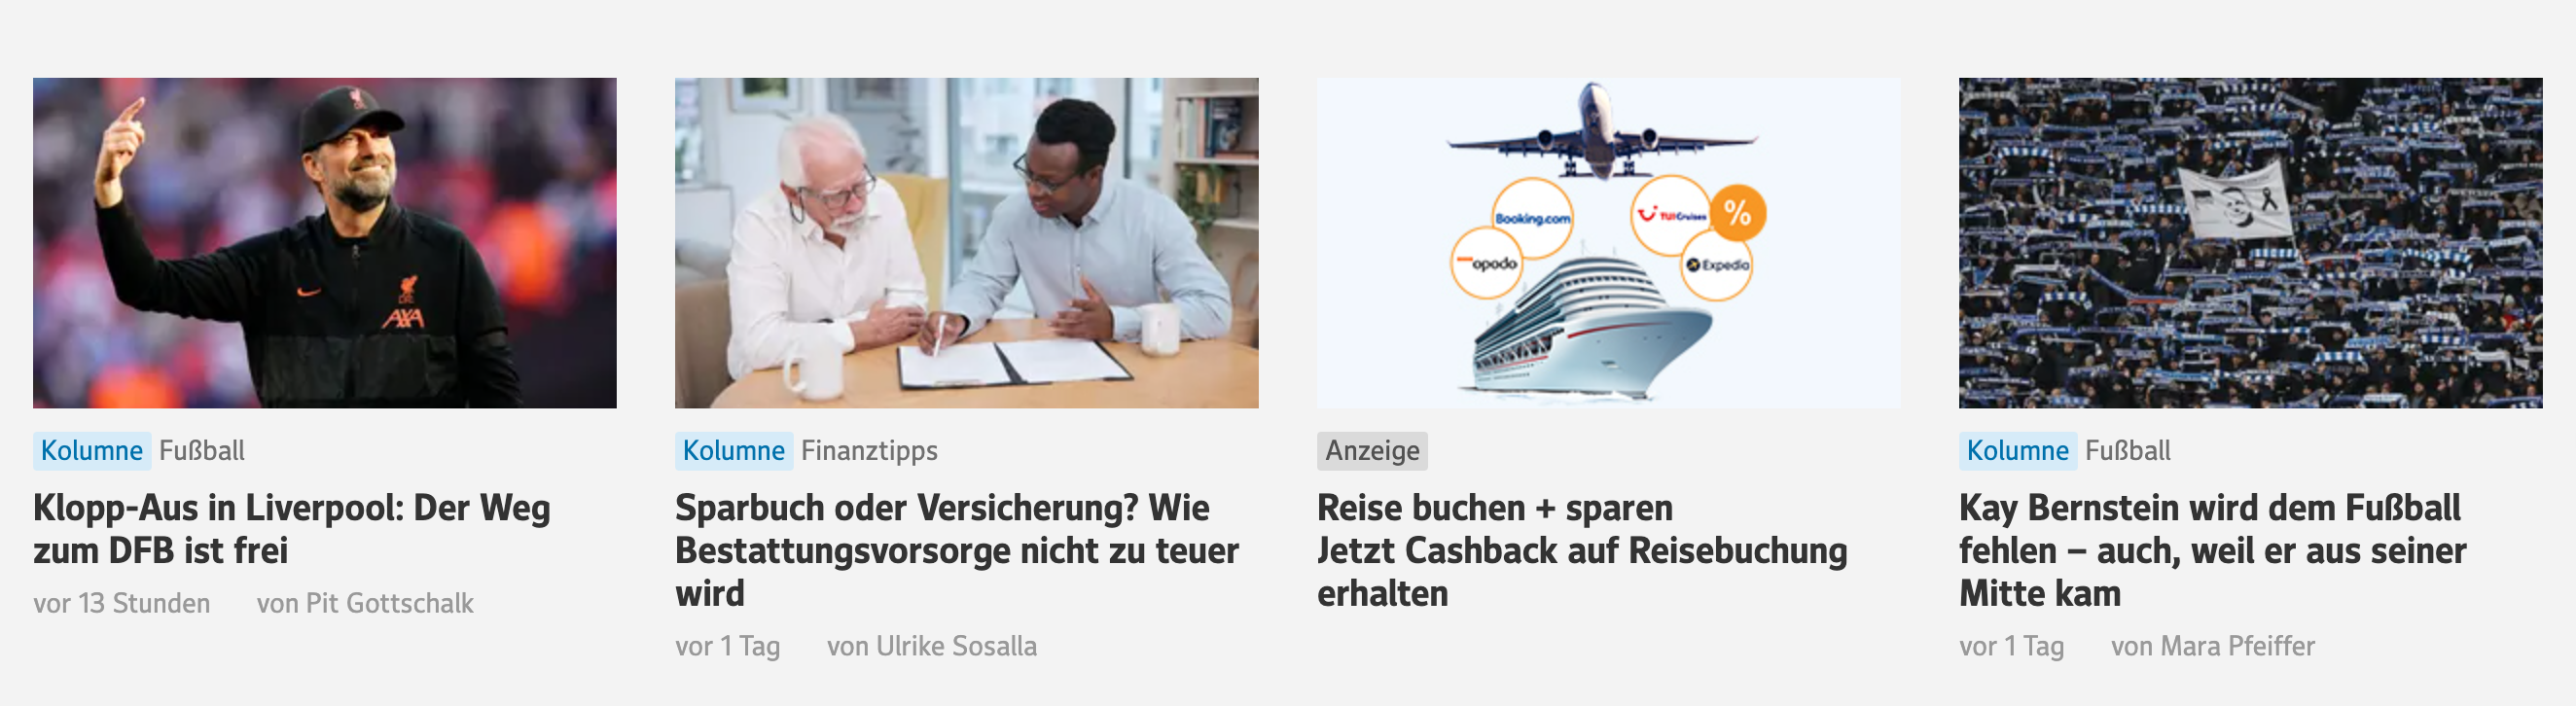 AXA
Booking.com
TUI Cruises
%
opodo
Expedia
Kolumne Fußball
Klopp-Aus in Liverpool: Der Weg
zum DFB ist frei
vor 13 Stunden von Pit Gottschalk
Kolumne Finanztipps
Sparbuch oder Versicherung? Wie
Bestattungsvorsorge nicht zu teuer
wird
vor 1 Tag von Ulrike Sosalla
Anzeige
Reise buchen + sparen
Jetzt Cashback auf Reisebuchung
erhalten
Kolumne Fußball
Kay Bernstein wird dem Fußball
fehlen – auch, weil er aus seiner
Mitte kam
vor 1 Tag von Mara Pfeiffer